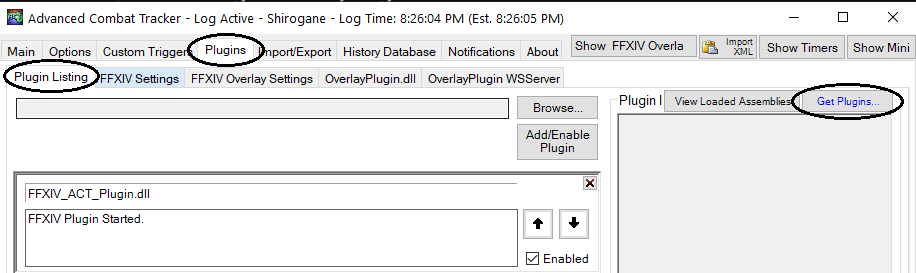 Advanced Combat Tracker - Log Active - Shirogane - Log Time: 8:26:04 PM (Est. 8:26:05 PM)
Main Options Custom Triggers Plugins Import/Export History Database Notifications About Show FFXIV Overla Import XML Show Timers Show Mini
Plugin Listing FFXIV Settings FFXIV Overlay Settings OverlayPlugin.dll OverlayPlugin WSServer
Browse... Plugin I View Loaded Assemblies Get Plugins...
Add/Enable Plugin
FFXIV_ACT_Plugin.dll
FFXIV Plugin Started.
Enabled